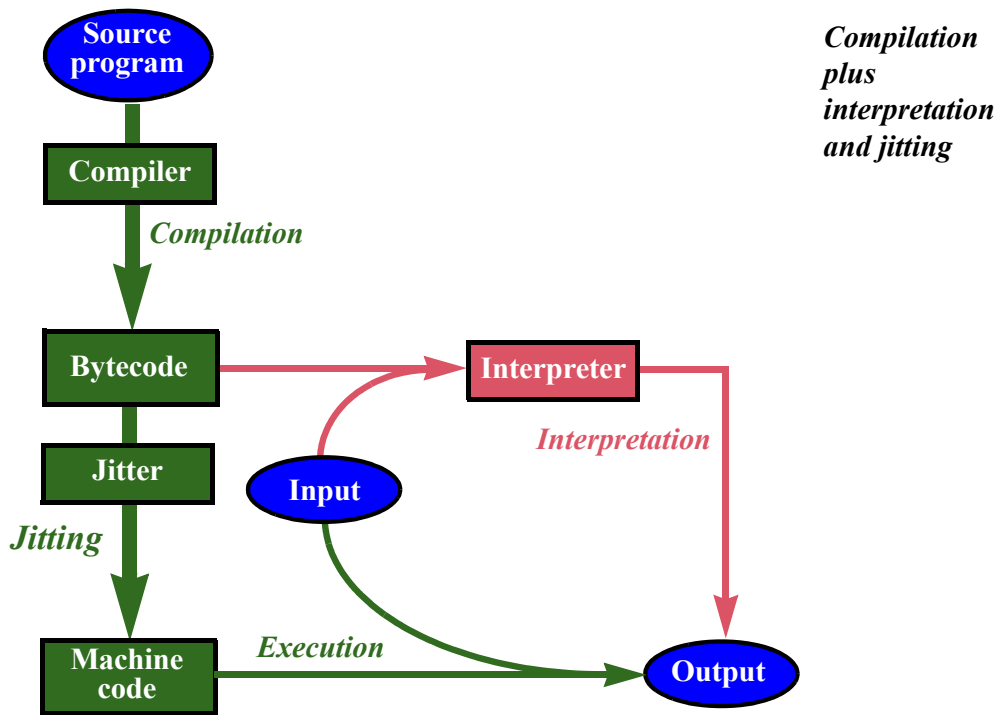 Source
program
Compilation
plus
interpretation
and jitting
Compiler
Compilation
Bytecode
Interpreter
Interpretation
Jitter
Input
Jitting
Execution
Machine
code
Output